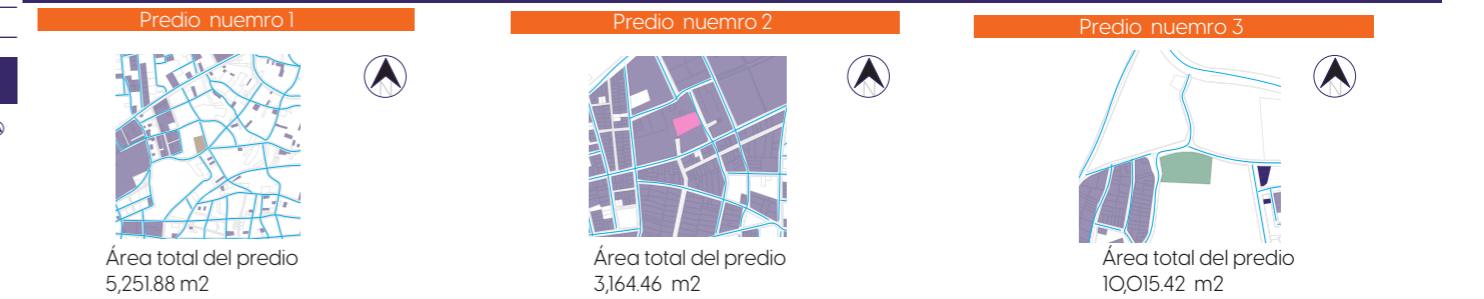 Predio nuemro 1
Predio nuemro 2
Predio nuemro 3
N
N
N
Área total del predio
5,251.88 m2
Área total del predio
3,164.46 m2
Área total del predio
10,015.42 m2